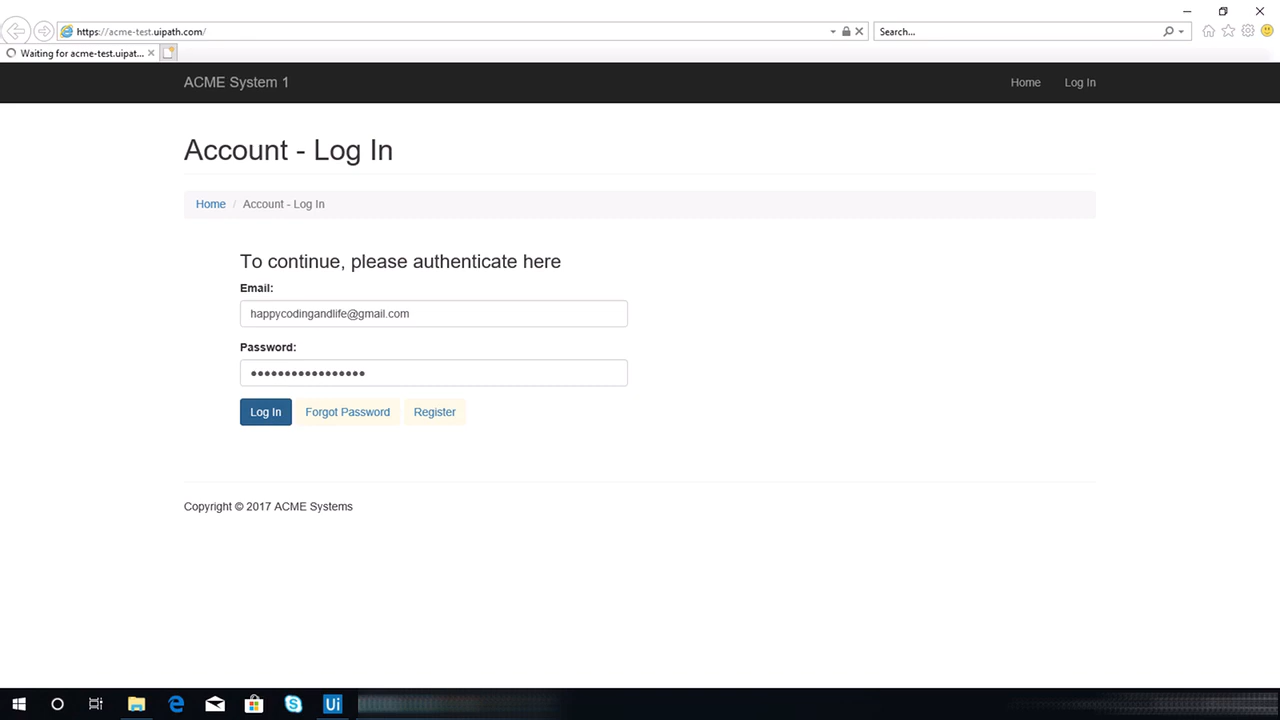 https://acme-test.uipath.com/
Search...
Waiting for acme-test.uipat...
ACME System 1
Home
Log In
Account - Log In
Home / Account - Log In
To continue, please authenticate here
Email:
happycodingandlife@gmail.com
Password:
•••••••••••••••••
Log In
Forgot Password
Register
Copyright © 2017 ACME Systems
Ui